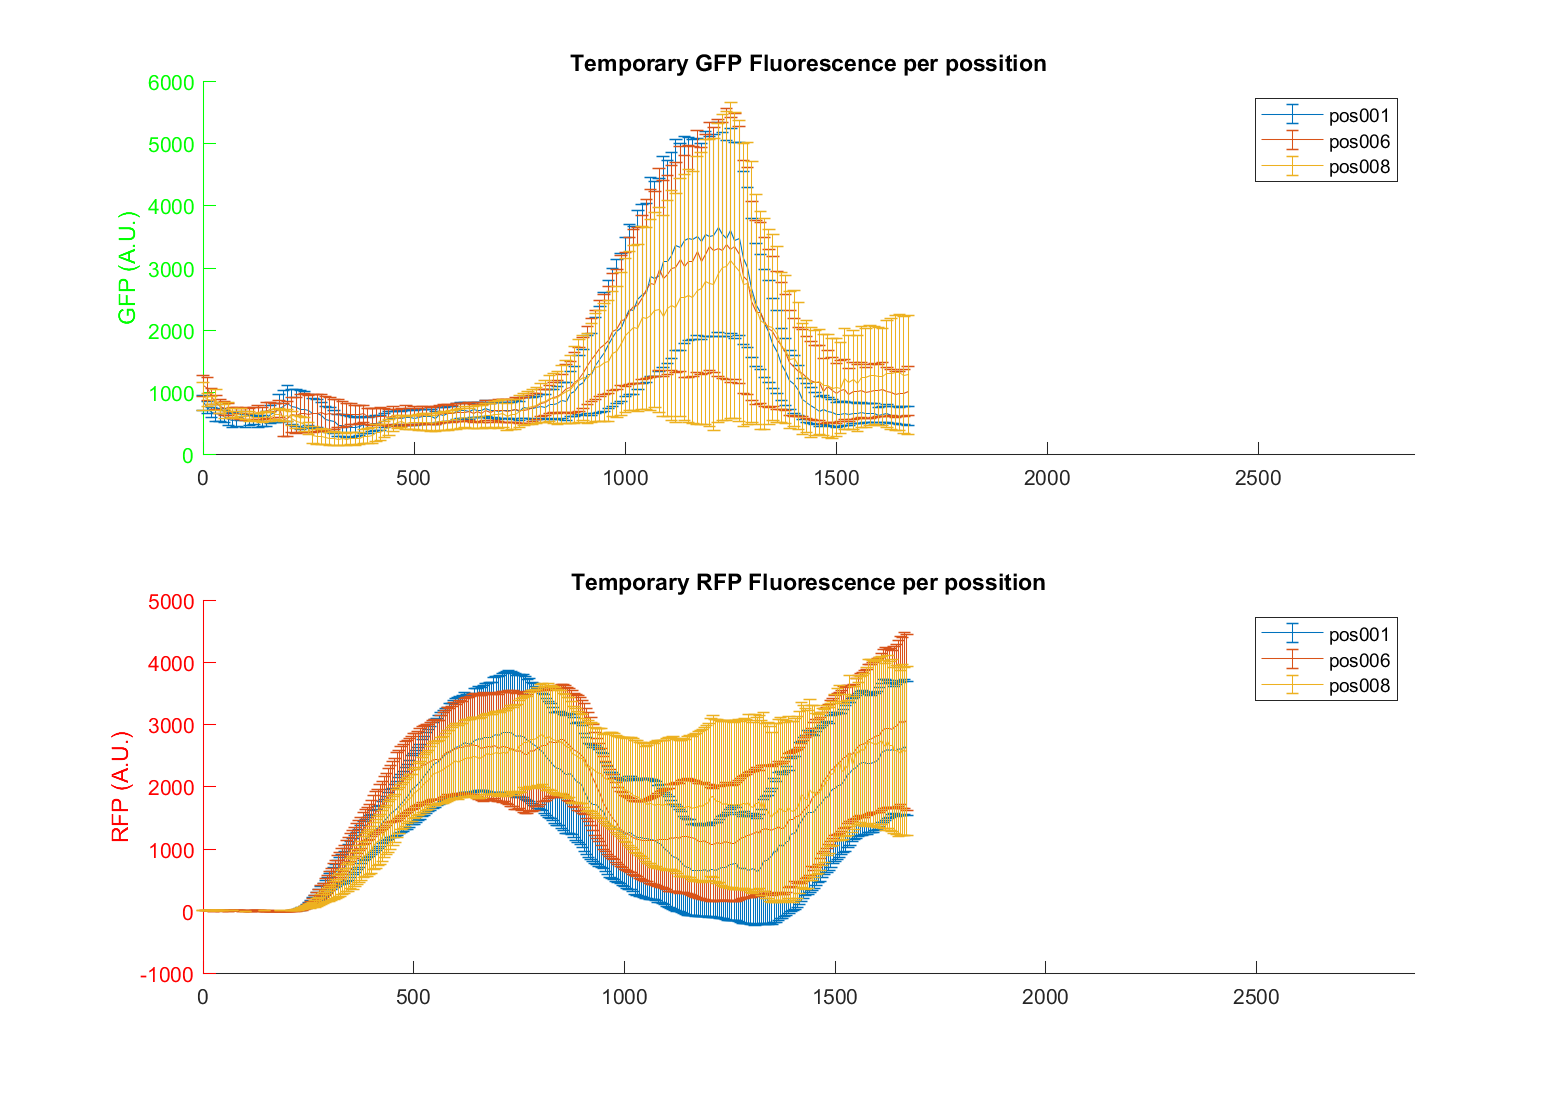 Temporary GFP Fluorescence per possition
6000
5000
4000
3000
2000
1000
0
GFP (A.U.)
0 500 1000 1500 2000 2500
pos001
pos006
pos008
Temporary RFP Fluorescence per possition
5000
4000
3000
2000
1000
0
-1000
RFP (A.U.)
0 500 1000 1500 2000 2500
pos001
pos006
pos008